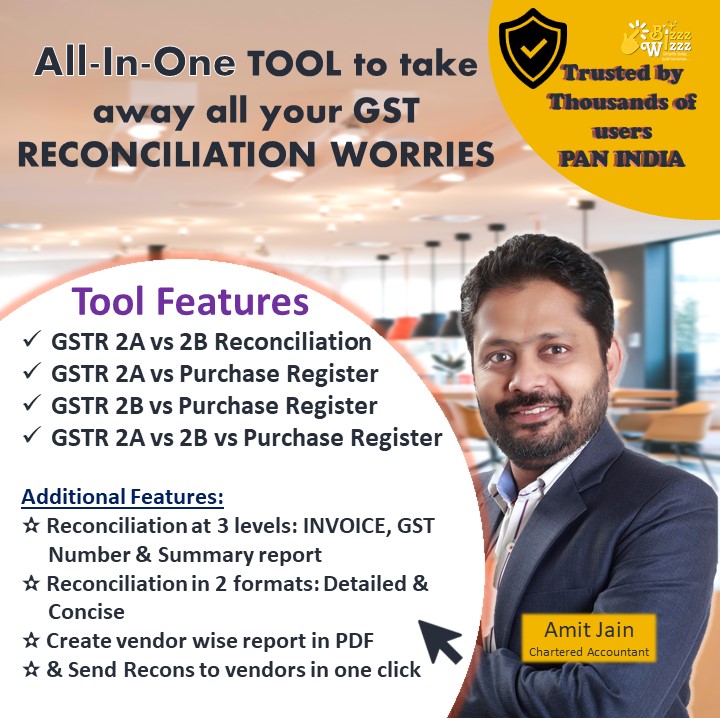 All-In-One TOOL to take
away all your GST
RECONCILIATION WORRIES
Bizzz
Wizzz
Trusted by
Thousands of
users
PAN INDIA
Tool Features
✓ GSTR 2A vs 2B Reconciliation
✓ GSTR 2A vs Purchase Register
✓ GSTR 2B vs Purchase Register
✓ GSTR 2A vs 2B vs Purchase Register
Additional Features:
☆ Reconciliation at 3 levels: INVOICE, GST
Number & Summary report
☆ Reconciliation in 2 formats: Detailed &
Concise
☆ Create vendor wise report in PDF
☆ & Send Recons to vendors in one click
Amit Jain
Chartered Accountant